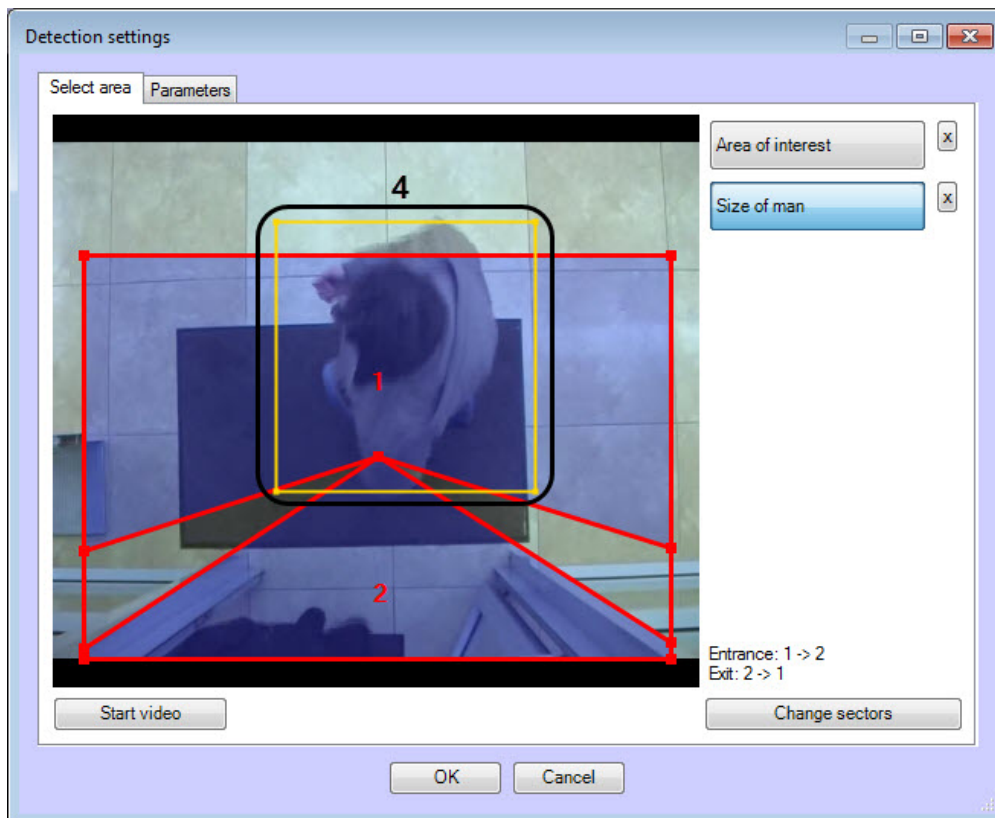 Detection settings
Select area
Parameters
4
Area of interest
x
Size of man
x
1
2
Entrance: 1 -> 2
Exit: 2 -> 1
Start video
Change sectors
OK
Cancel